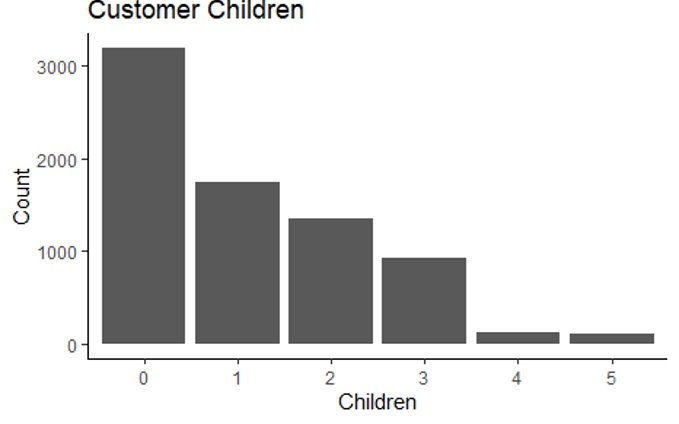 Customer Children
3000
2000
1000
0
Count
0 1 2 3 4 5
Children